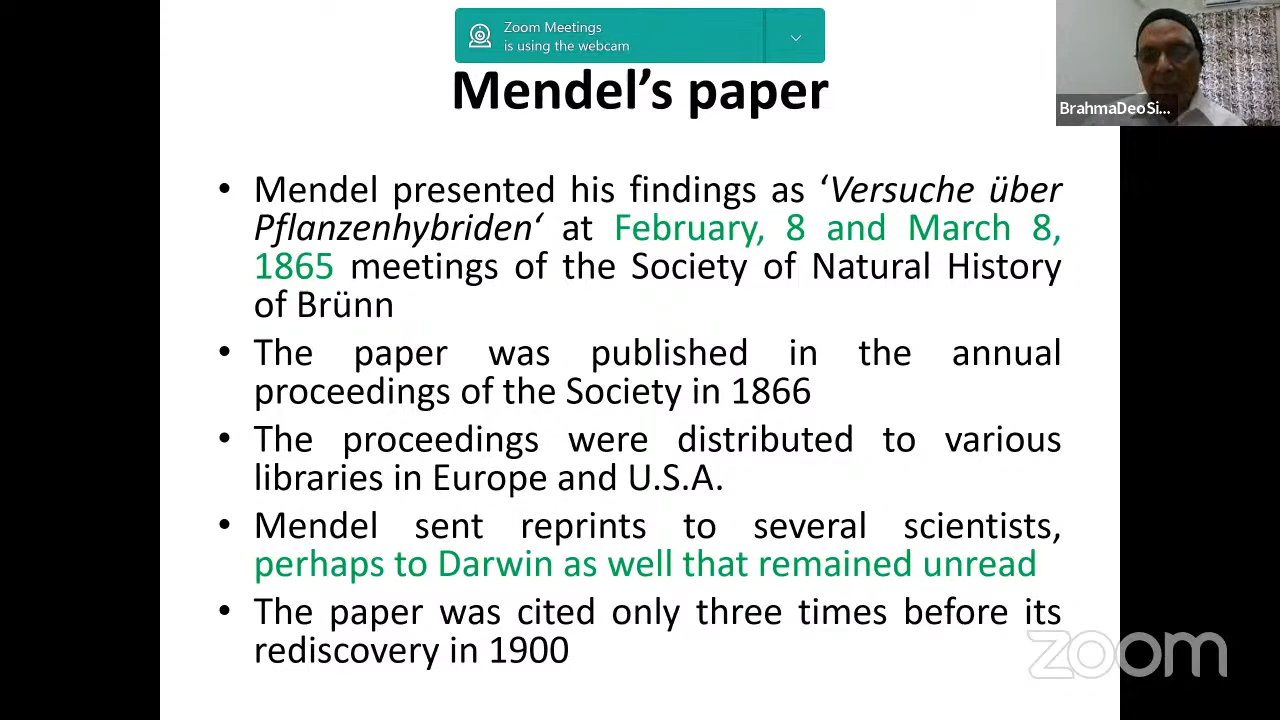 Zoom Meetings
is using the webcam
Mendel’s paper
BrahmaDeoSi...
• Mendel presented his findings as ‘Versuche über
Pflanzenhybriden‘ at February, 8 and March 8,
1865 meetings of the Society of Natural History
of Brünn
• The paper was published in the annual
proceedings of the Society in 1866
• The proceedings were distributed to various
libraries in Europe and U.S.A.
• Mendel sent reprints to several scientists,
perhaps to Darwin as well that remained unread
• The paper was cited only three times before its
rediscovery in 1900
zoom